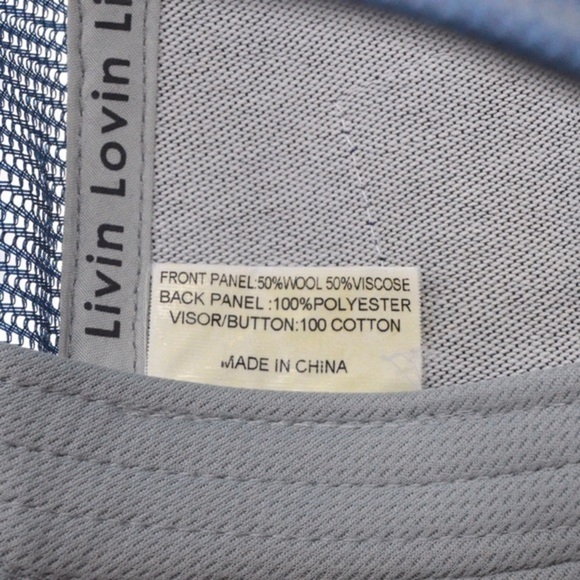 Livin Lovin Li
FRONT PANEL:50%WOOL 50%VISCOSE
BACK PANEL :100%POLYESTER
VISOR/BUTTON:100 COTTON
MADE IN CHINA